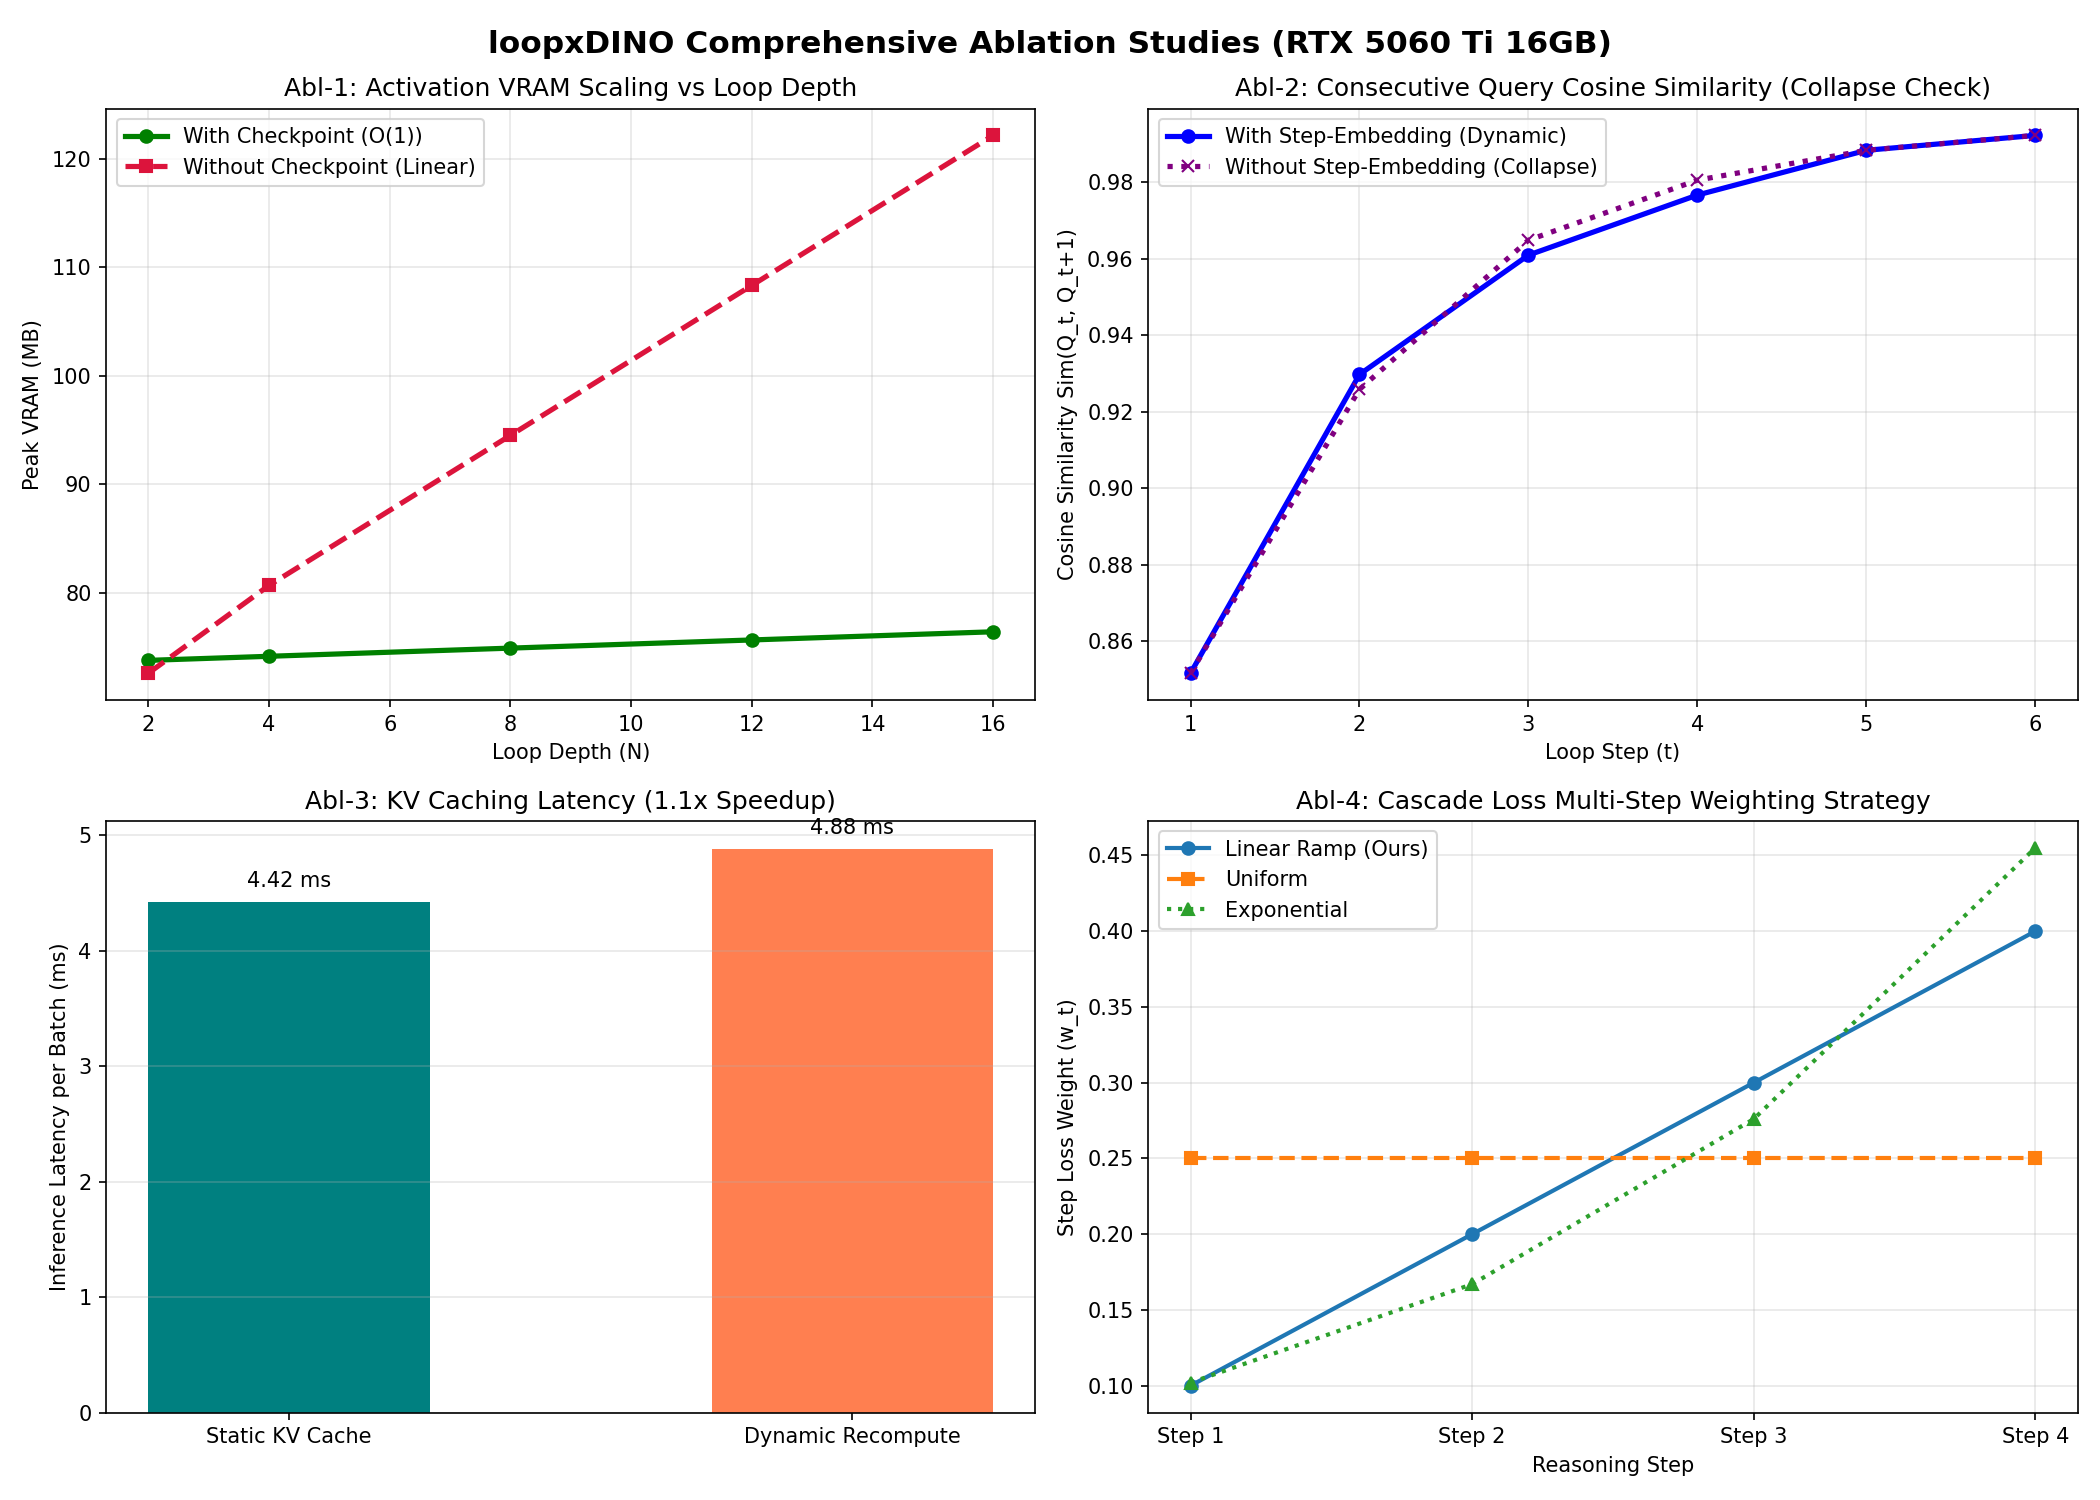 loopxDINO Comprehensive Ablation Studies (RTX 5060 Ti 16GB)
Abl-1: Activation VRAM Scaling vs Loop Depth
With Checkpoint (O(1))
Without Checkpoint (Linear)
Peak VRAM (MB)
120
110
100
90
80
2 4 6 8 10 12 14 16
Loop Depth (N)
Abl-2: Consecutive Query Cosine Similarity (Collapse Check)
With Step-Embedding (Dynamic)
Without Step-Embedding (Collapse)
Cosine Similarity Sim(Q_t, Q_t+1)
0.98
0.96
0.94
0.92
0.90
0.88
0.86
1 2 3 4 5 6
Loop Step (t)
Abl-3: KV Caching Latency (1.1x Speedup)
4.88 ms
4.42 ms
Inference Latency per Batch (ms)
5
4
3
2
1
0
Static KV Cache Dynamic Recompute
Abl-4: Cascade Loss Multi-Step Weighting Strategy
Linear Ramp (Ours)
Uniform
Exponential
Step Loss Weight (w_t)
0.45
0.40
0.35
0.30
0.25
0.20
0.15
0.10
Step 1 Step 2 Step 3 Step 4
Reasoning Step